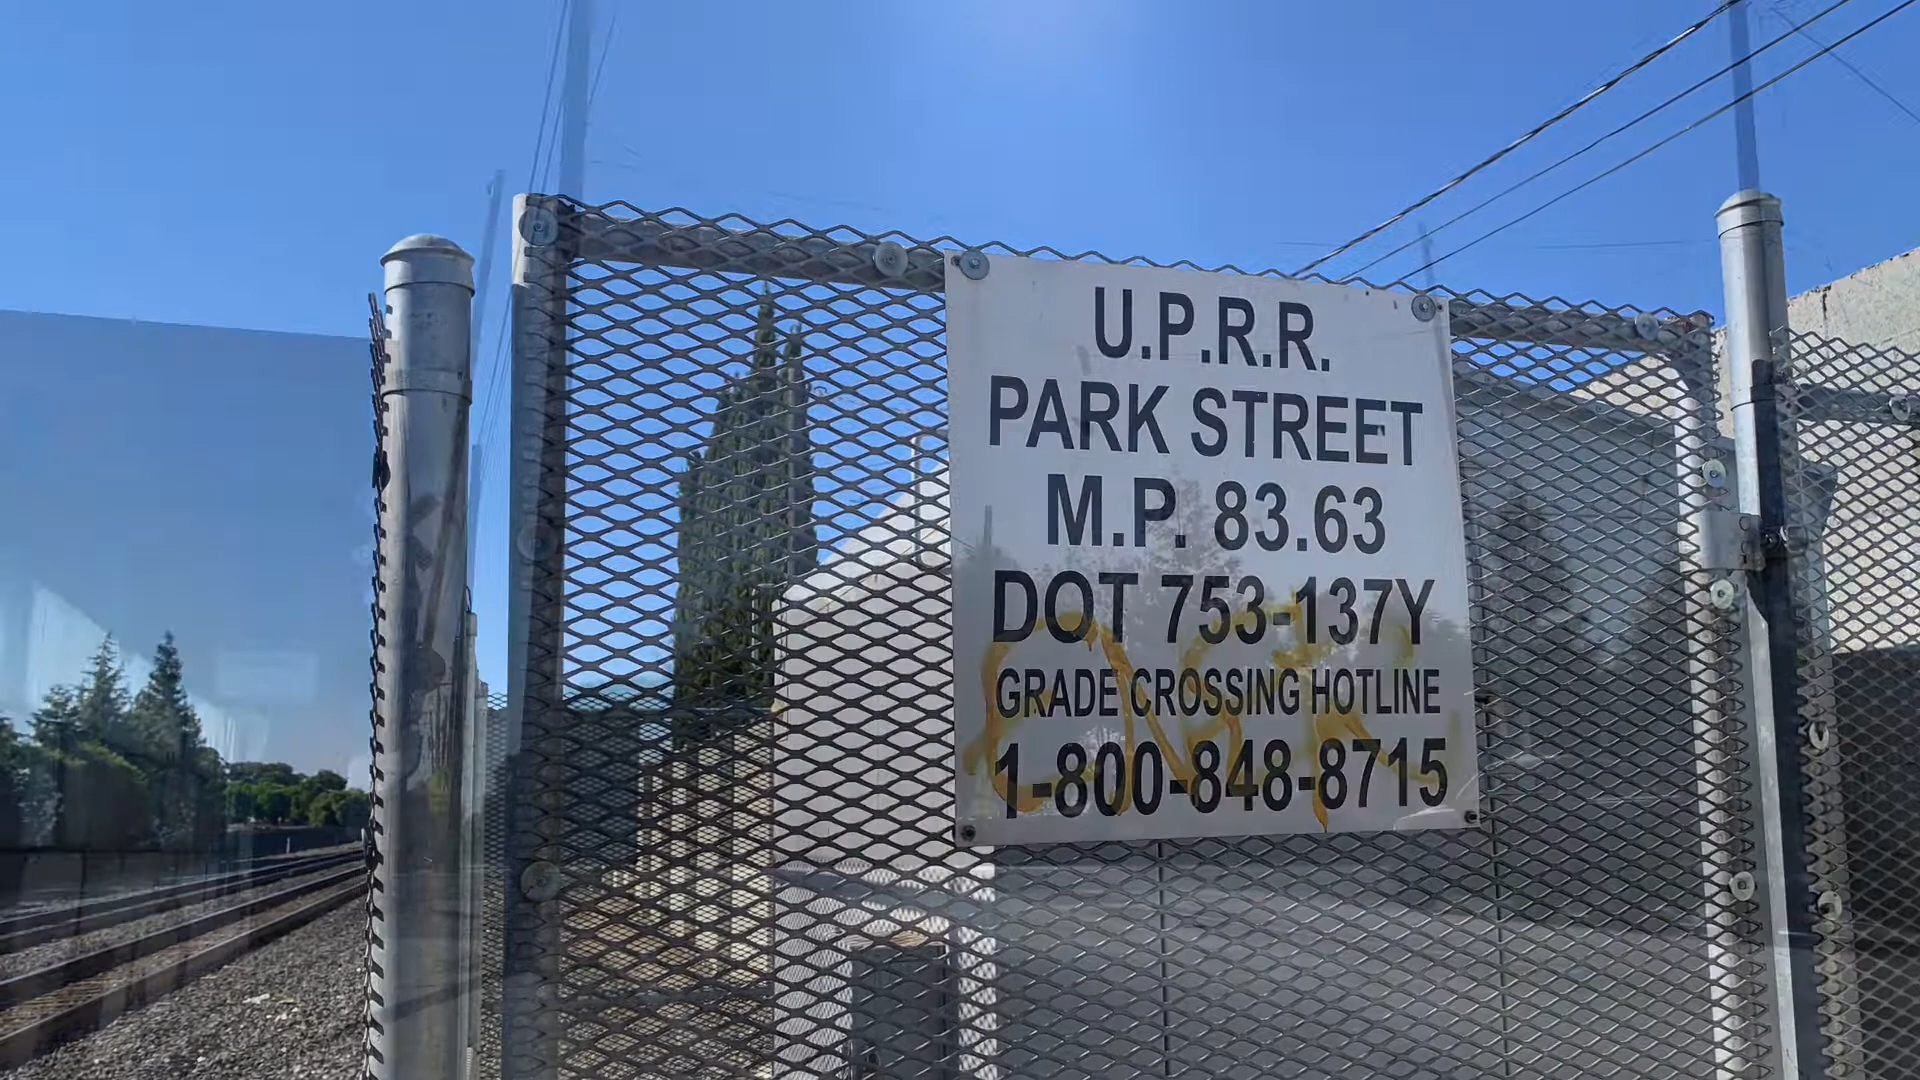 U.P.R.R.
PARK STREET
M.P. 83.63
DOT 753-137Y
GRADE CROSSING HOTLINE
1-800-848-8715